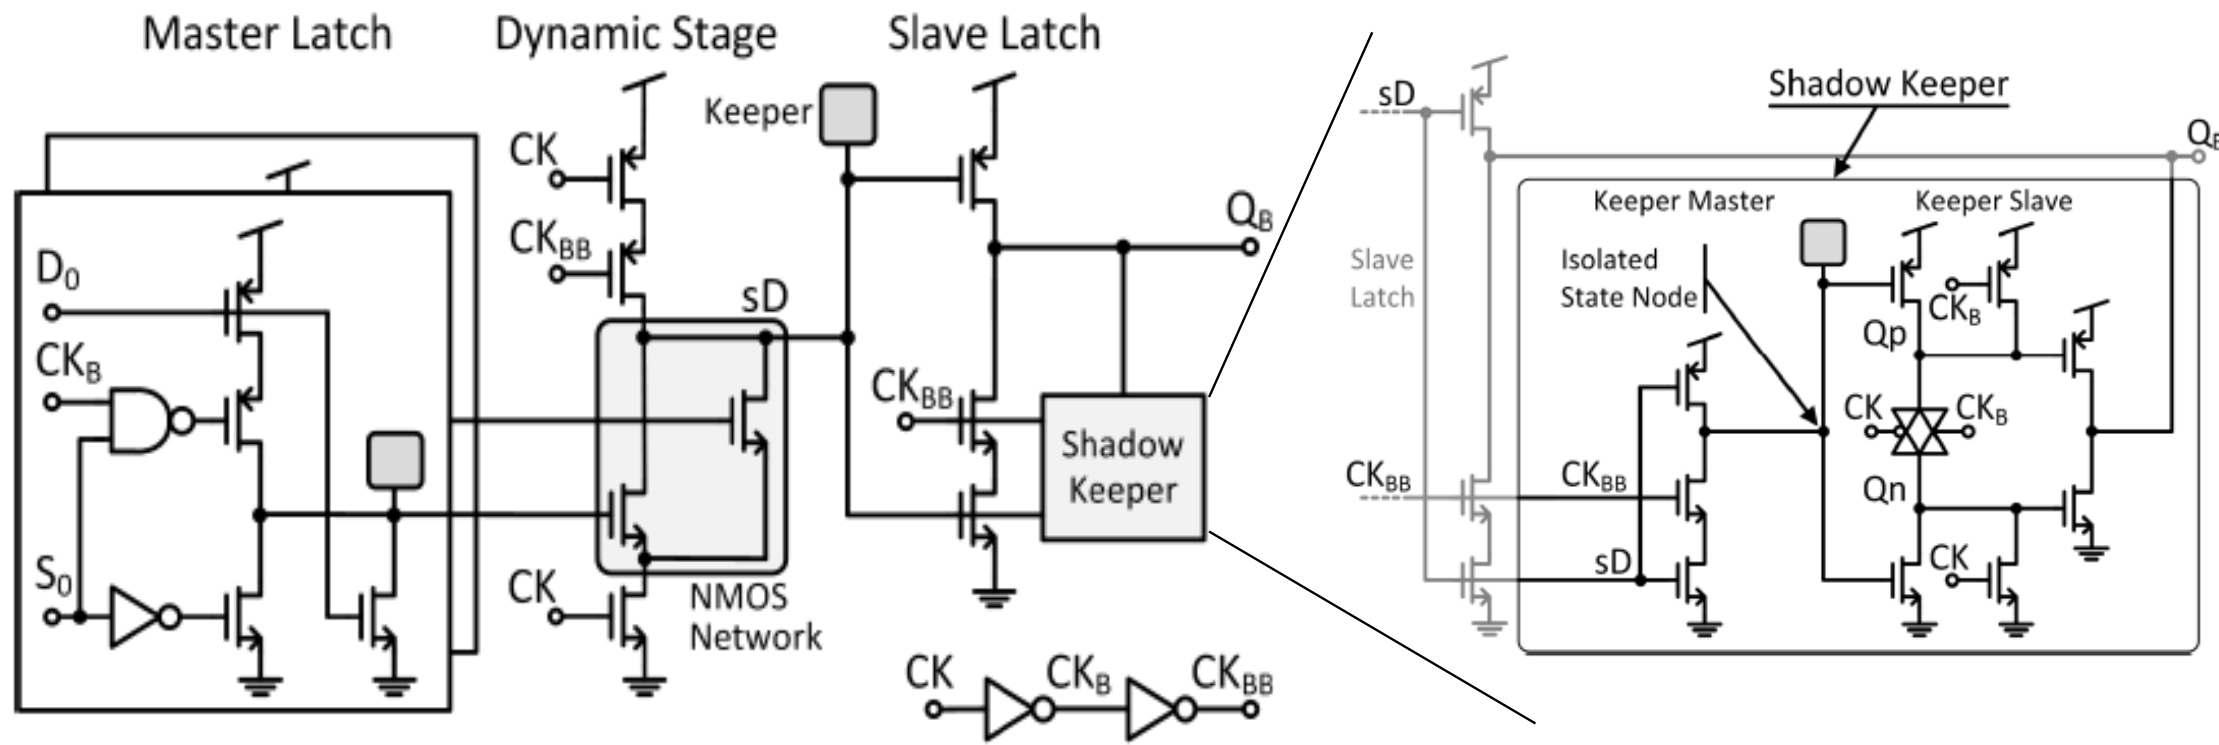 Master Latch
Dynamic Stage
Slave Latch
Keeper
CK
CKBB
D0
CKB
S0
sD
CK
NMOS
Network
CKBB
QB
Shadow
Keeper
CK
CKB
CKBB
Shadow Keeper
sD
QB
Keeper Master
Keeper Slave
Isolated
State Node
Slave
Latch
CKB
Qp
CK
CKB
CKBB
CKBB
Qn
sD
CK